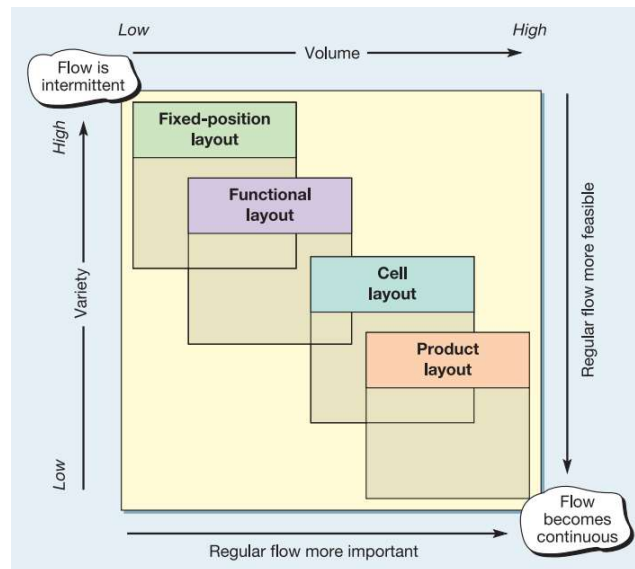 Low
High
Volume
Flow is
intermittent
Fixed-position
layout
High
Functional
layout
Variety
Cell
layout
Regular flow more feasible
Product
layout
Low
Flow
becomes
continuous
Regular flow more important